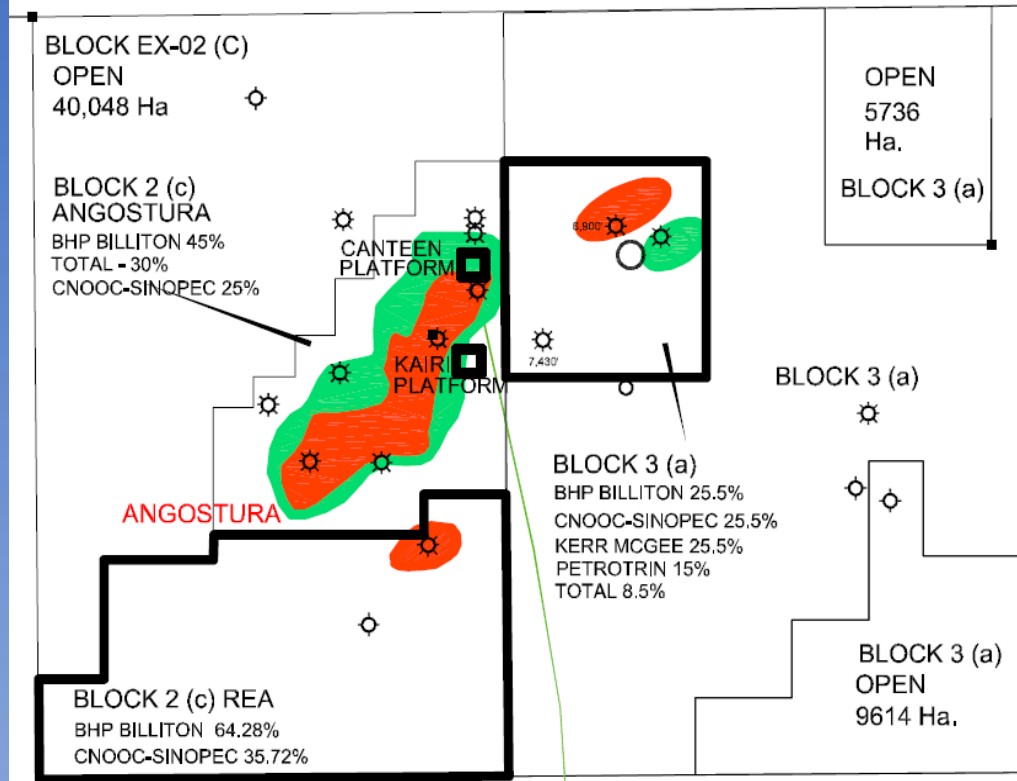 BLOCK EX-02 (C)
OPEN
40,048 Ha
OPEN
5736
Ha.
BLOCK 3 (a)
BLOCK 2 (c)
ANGOSTURA
BHP BILLITON 45%
TOTAL - 30%
CNOOC-SINOPEC 25%
CANTEEN
PLATFORM
KAIRI
PLATFORM
7,430'
BLOCK 3 (a)
BLOCK 3 (a)
BHP BILLITON 25.5%
CNOOC-SINOPEC 25.5%
KERR MCGEE 25.5%
PETROTRIN 15%
TOTAL 8.5%
ANGOSTURA
BLOCK 3 (a)
OPEN
9614 Ha.
BLOCK 2 (c) REA
BHP BILLITON 64.28%
CNOOC-SINOPEC 35.72%